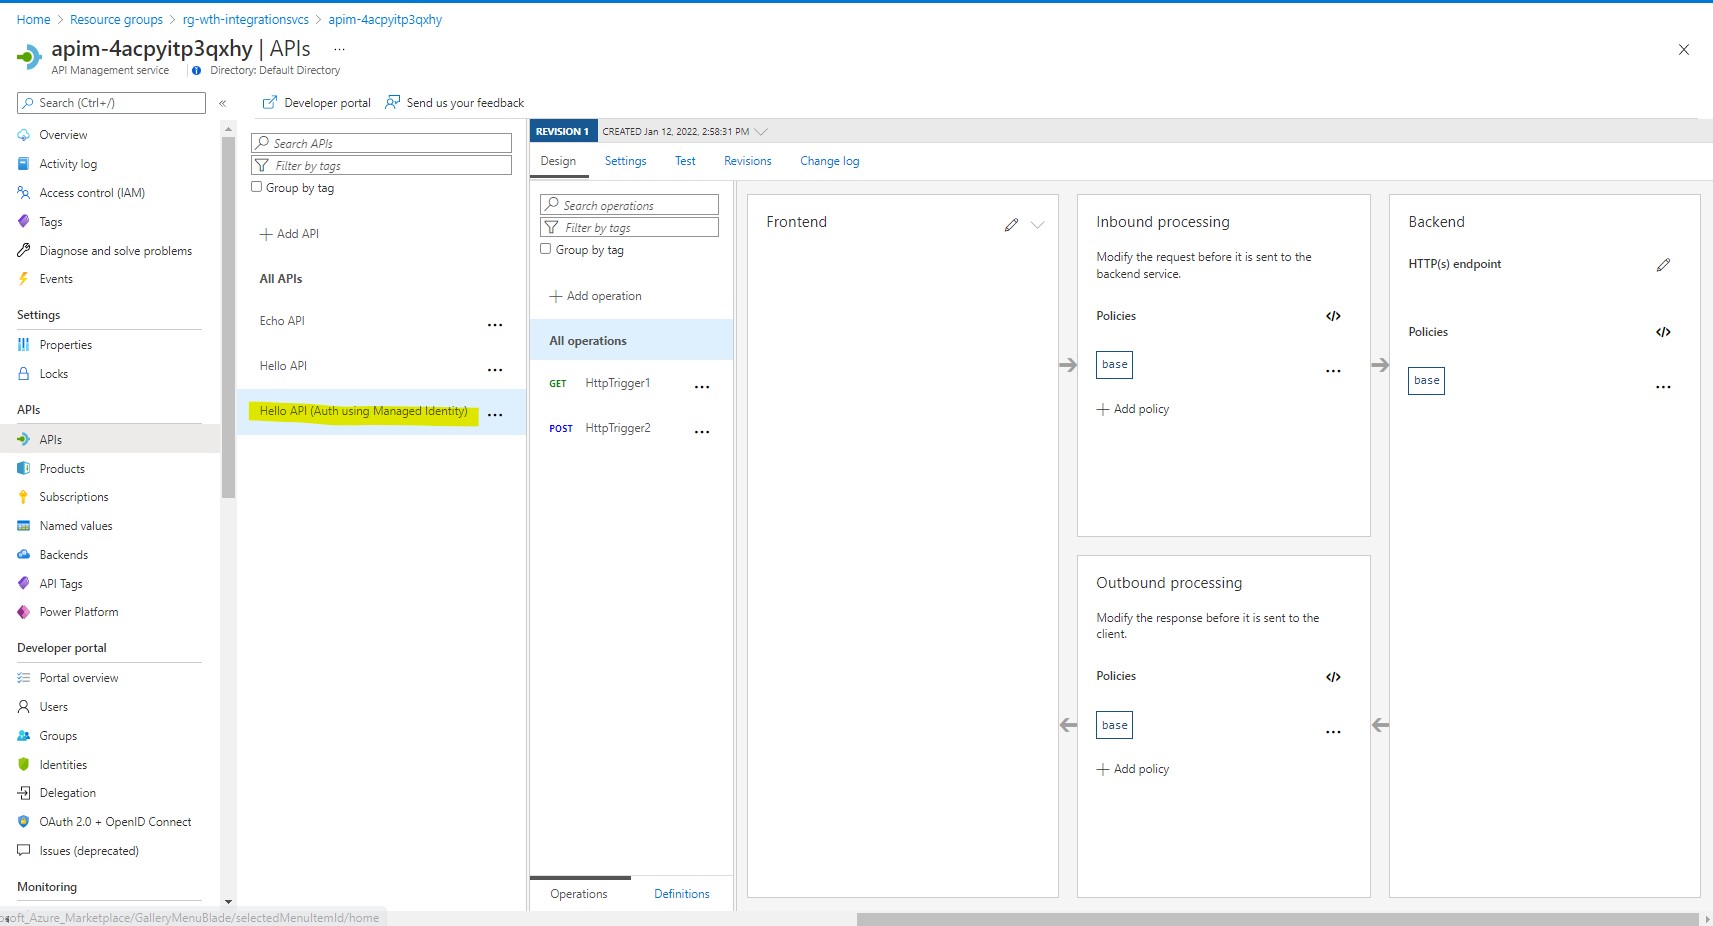 Home > Resource groups > rg-wth-integrationsvcs > apim-4acpyitp3qxhy
apim-4acpyitp3qxhy | APIs ...
API Management service
Directory: Default Directory
Search (Ctrl+/)
«
Overview
Activity log
Access control (IAM)
Tags
Diagnose and solve problems
Events
Settings
Properties
Locks
APIs
APIs
Products
Subscriptions
Named values
Backends
API Tags
Power Platform
Developer portal
Portal overview
Users
Groups
Identities
Delegation
OAuth 2.0 + OpenID Connect
Issues (deprecated)
Monitoring
osoft_Azure_Marketplace/GalleryMenuBlade/selectedMenuItemId/home
Developer portal
Send us your feedback
Search APIs
Filter by tags
Group by tag
+ Add API
All APIs
Echo API ...
Hello API ...
Hello API (Auth using Managed Identity) ...
REVISION 1
CREATED Jan 12, 2022, 2:58:31 PM
Design
Settings
Test
Revisions
Change log
Search operations
Filter by tags
Group by tag
+ Add operation
All operations
GET HttpTrigger1 ...
POST HttpTrigger2 ...
Operations
Definitions
Frontend
Inbound processing
Modify the request before it is sent to the
backend service.
Policies </>
base ...
+ Add policy
Outbound processing
Modify the response before it is sent to the
client.
Policies </>
base ...
+ Add policy
Backend
HTTP(s) endpoint
Policies </>
base ...